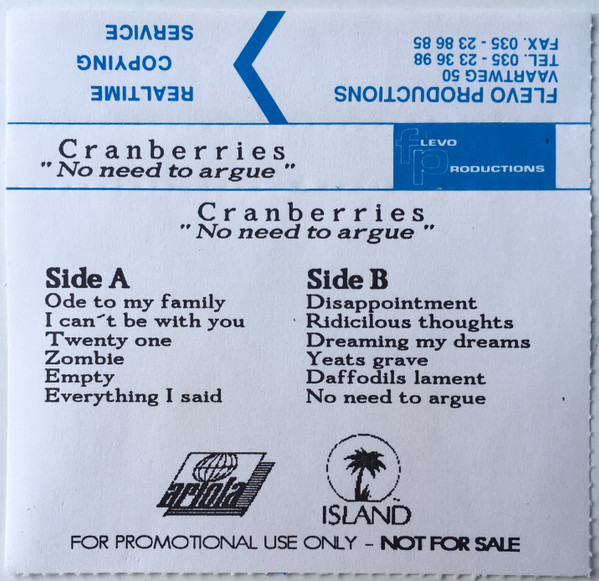 FLEVO PRODUCTIONS
VAARTWEG 50
TEL. 035 - 23 36 98
FAX. 035 - 23 86 85
REALTIME
COPYING
SERVICE
Cranberries
" No need to argue "
FLEVO
PRODUCTIONS
Cranberries
" No need to argue "
Side A
Ode to my family
I can´t be with you
Twenty one
Zombie
Empty
Everything I said
Side B
Disappointment
Ridicilous thoughts
Dreaming my dreams
Yeats grave
Daffodils lament
No need to argue
ariola
ISLAND
FOR PROMOTIONAL USE ONLY - NOT FOR SALE